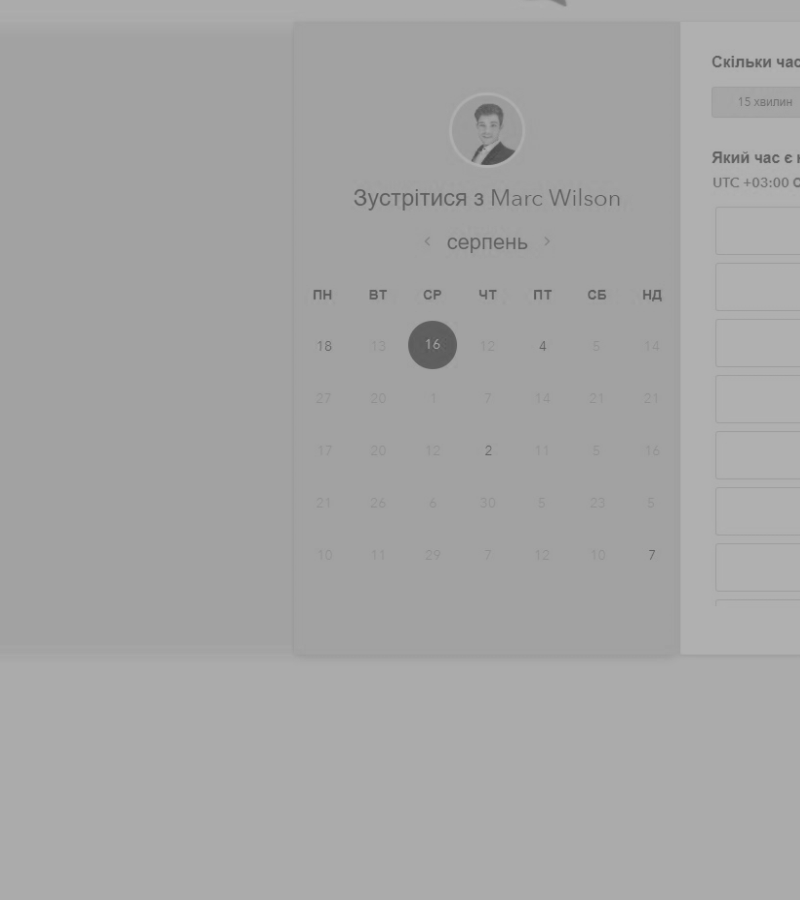 Зустрітися з Marc Wilson
‹ серпень ›
ПН ВТ СР ЧТ ПТ СБ НД
18 13 16 12 4 5 14
27 20 1 7 14 21 21
17 20 12 2 11 5 16
21 26 6 30 5 23 5
10 11 29 7 12 10 7
Скільки час
15 хвилин
Який час є
UTC +03:00